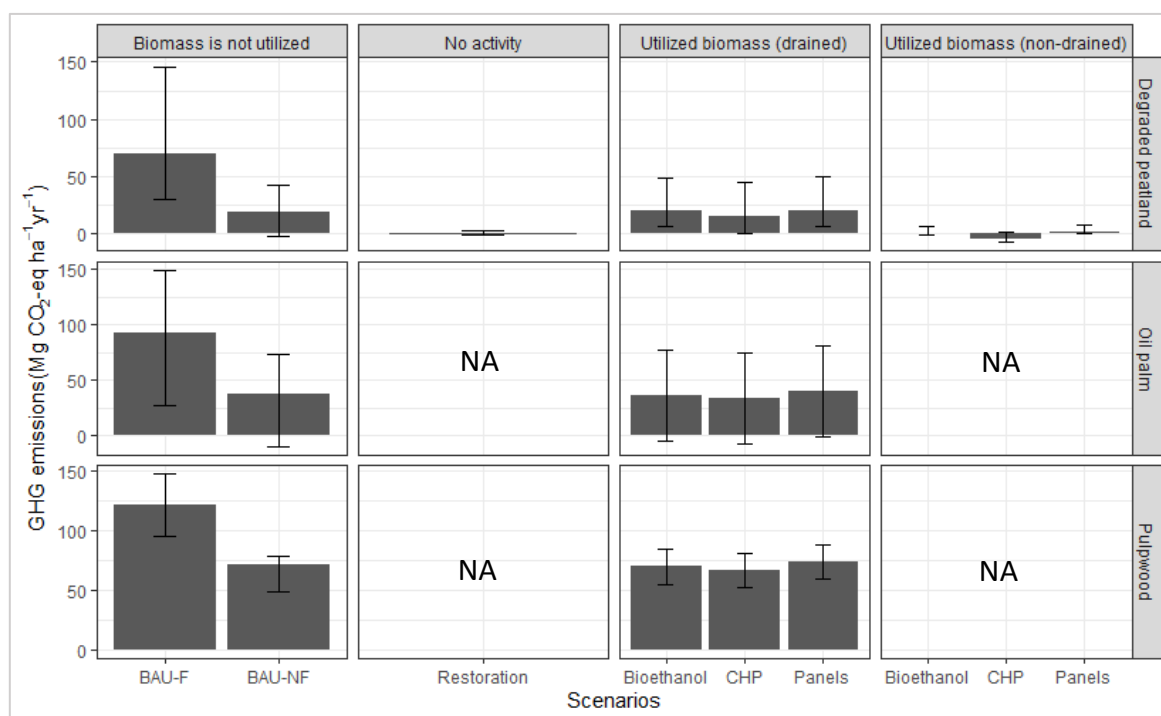 Biomass is not utilized
No activity
Utilized biomass (drained)
Utilized biomass (non-drained)
GHG emissions(Mg CO₂-eq ha⁻¹yr⁻¹)
150
100
50
0
Degraded peatland
150
100
50
0
NA
NA
Oil palm
150
100
50
0
NA
NA
Pulpwood
BAU-F
BAU-NF
Restoration
Bioethanol
CHP
Panels
Bioethanol
CHP
Panels
Scenarios